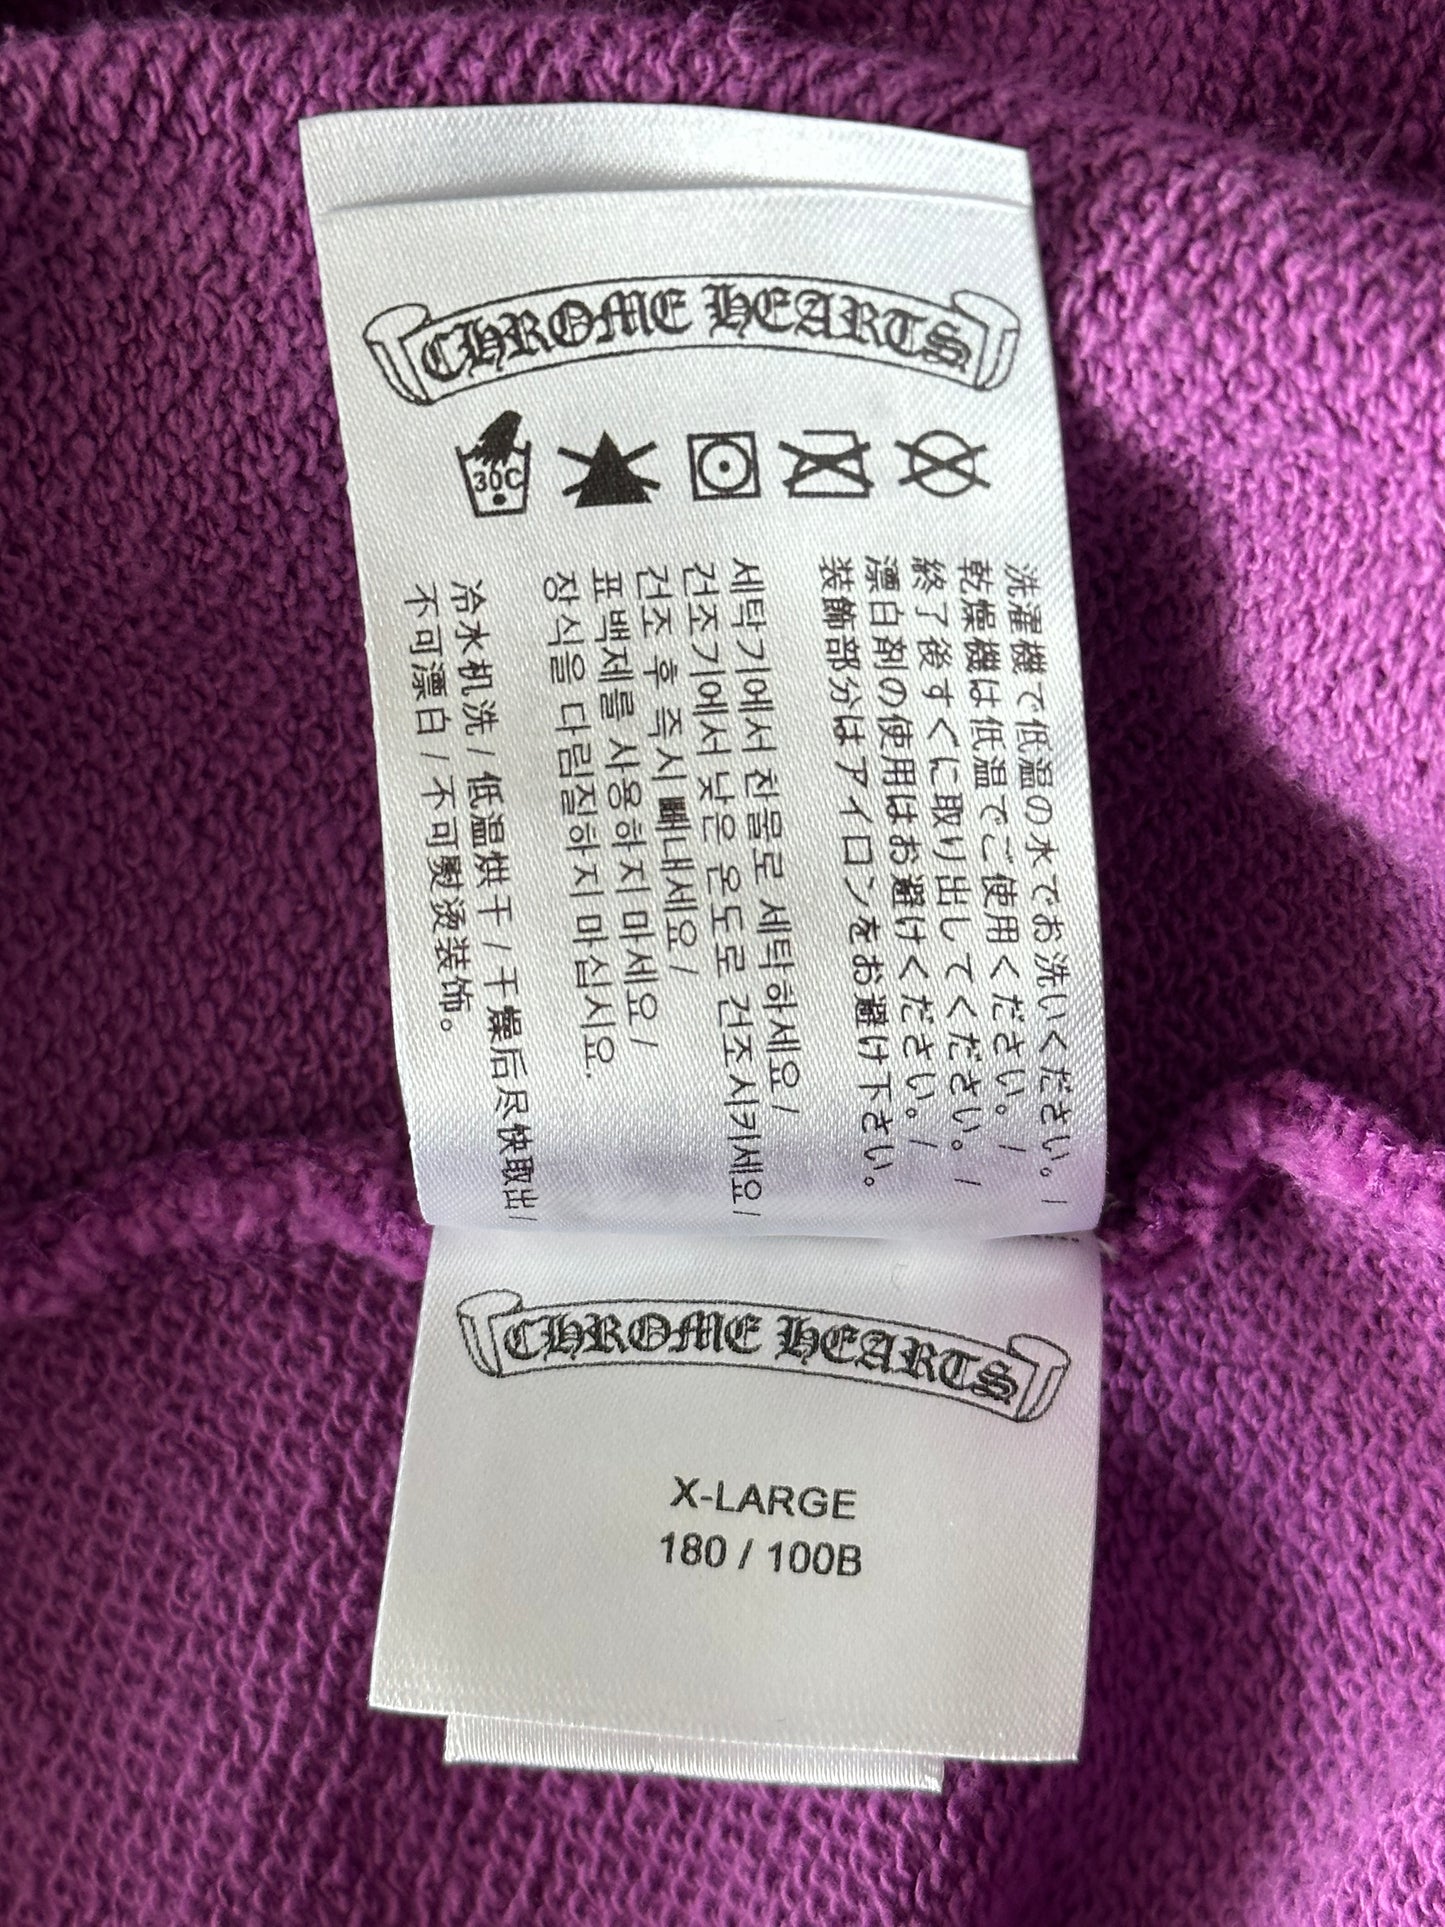 CHROME HEARTS
30C
洗濯機で低温の水でお洗いください。/
乾燥機は低温でご使用ください。/
終了後すぐに取り出してください。/
漂白剤の使用はお避けください。/
装飾部分はアイロンをお避け下さい。
세탁기에서 찬물로 세탁하세요 /
건조기에서 낮은 온도로 건조시키세요 /
건조 후 즉시 빼내세요 /
표백제를 사용하지 마세요 /
장식을 다림질하지 마십시오.
冷水机洗 / 低温烘干 / 干燥后尽快取出 /
不可漂白 / 不可熨烫装饰。
CHROME HEARTS
X-LARGE
180 / 100B